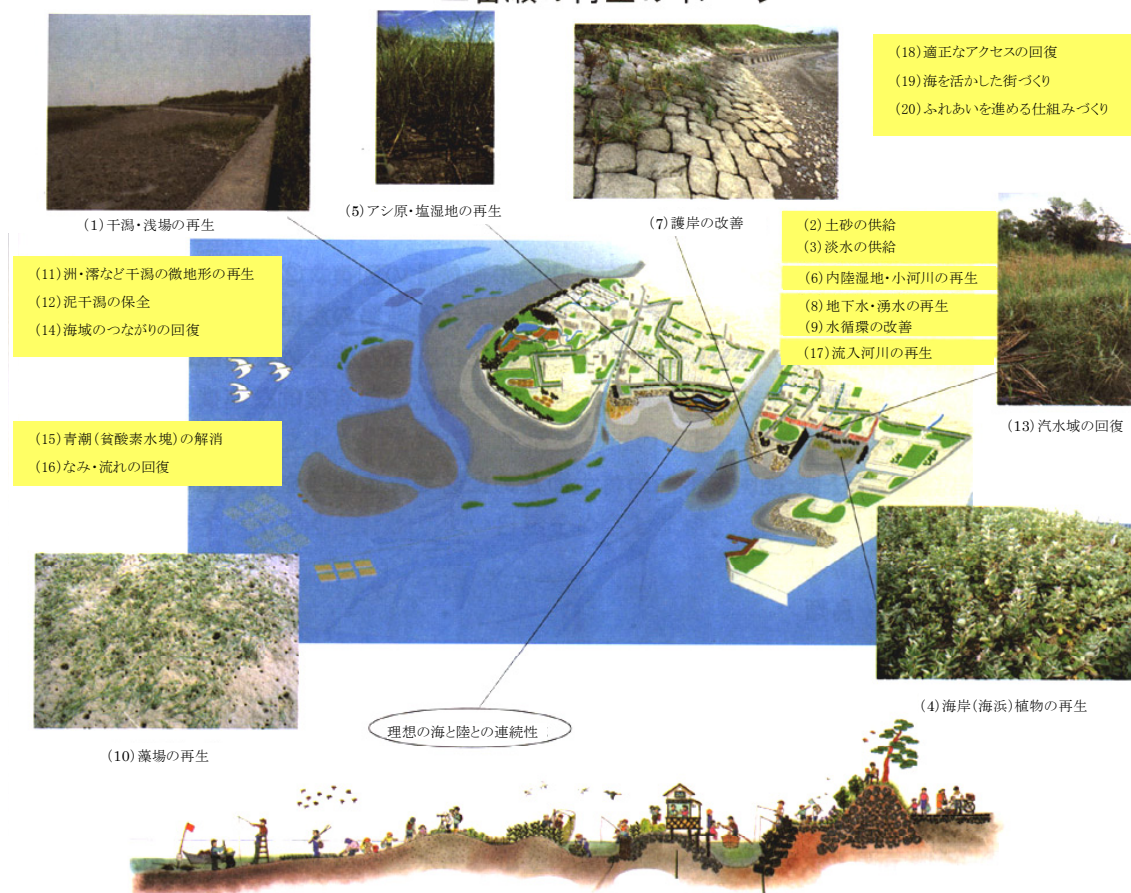 (18)適正なアクセスの回復
(19)海を活かした街づくり
(20)ふれあいを進める仕組みづくり
(1)干潟・浅場の再生
(5)アシ原・塩湿地の再生
(7)護岸の改善
(2)土砂の供給
(3)淡水の供給
(6)内陸湿地・小河川の再生
(8)地下水・湧水の再生
(9)水循環の改善
(17)流入河川の再生
(11)洲・澪など干潟の微地形の再生
(12)泥干潟の保全
(14)海域のつながりの回復
(13)汽水域の回復
(15)青潮(貧酸素水塊)の解消
(16)なみ・流れの回復
(4)海岸(海浜)植物の再生
理想の海と陸との連続性
(10)藻場の再生